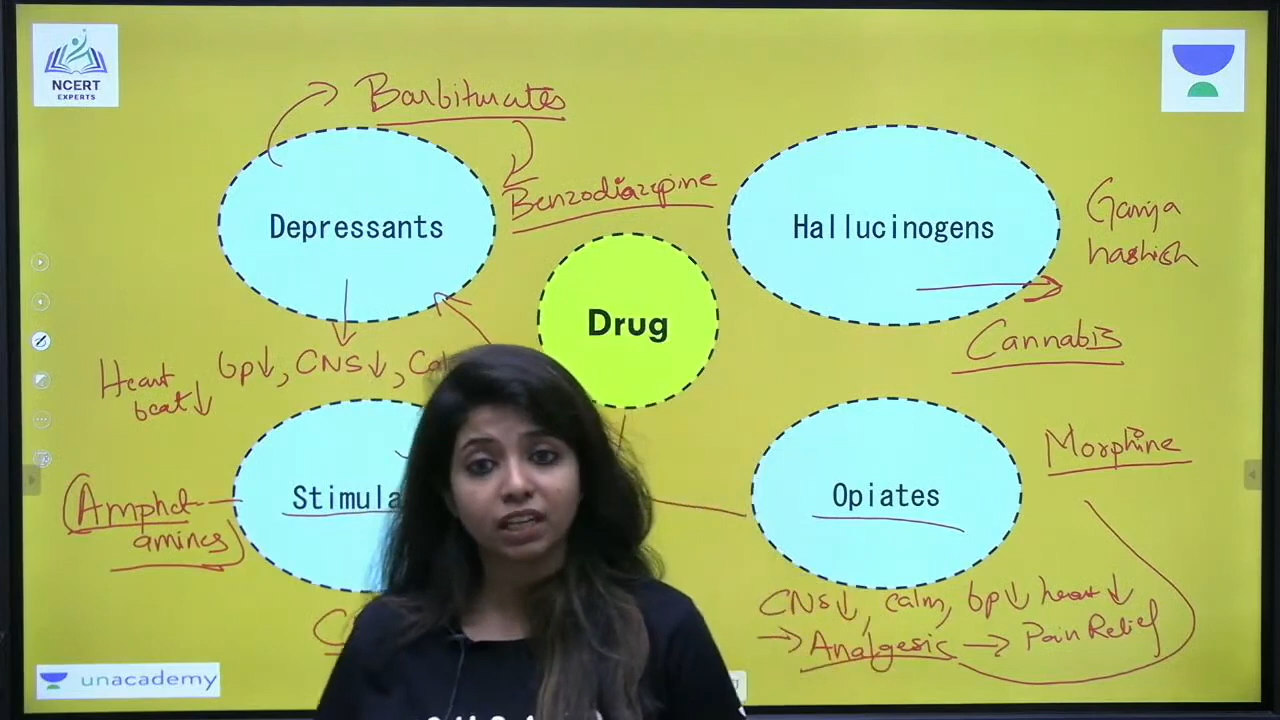 NCERT
EXPERTS
Barbiturates
Benzodiazepine
Depressants
Hallucinogens
Ganja
hashish
Cannabis
Drug
Heart
beat↓
bp↓, CNS↓, Cal
Stimula
Amphet-
amines
Opiates
Morphine
CNS↓, calm, bp↓ heart↓
→ Analgesic → Pain Relief
unacademy